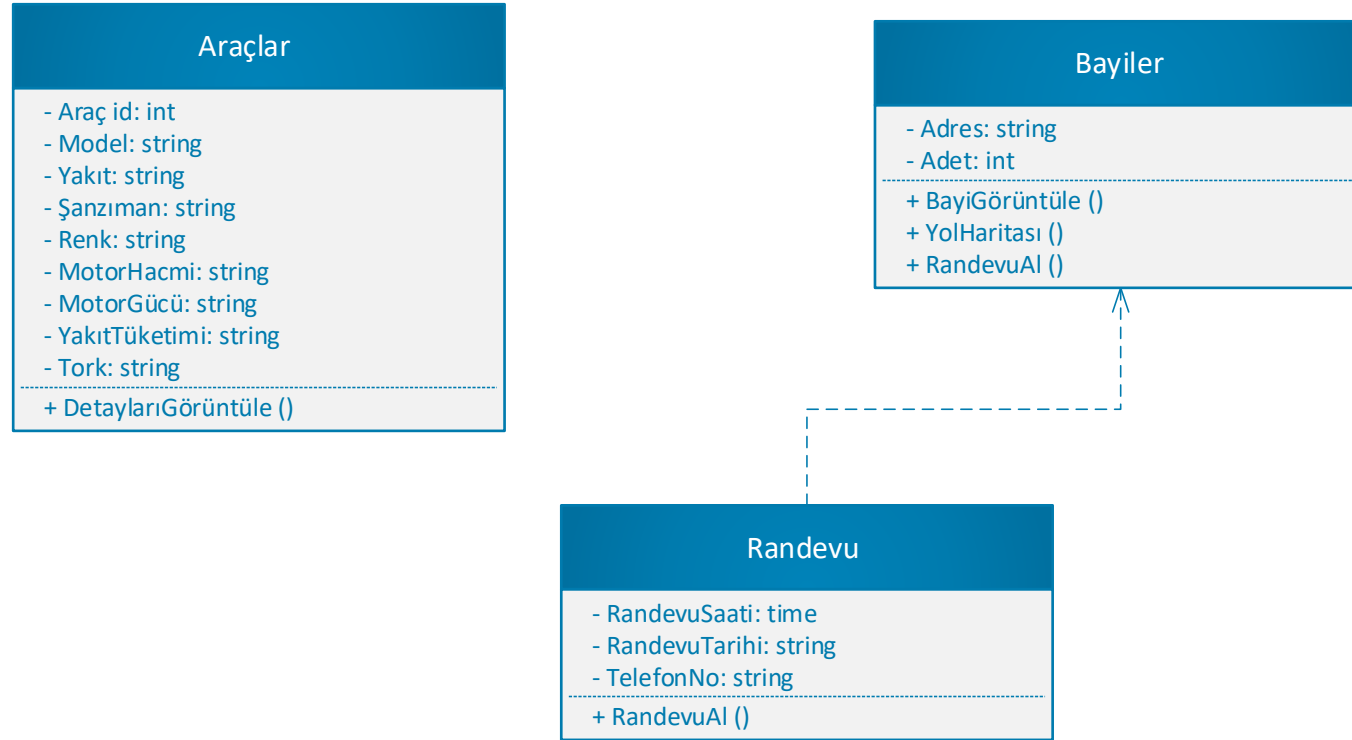 Araçlar
- Araç id: int
- Model: string
- Yakıt: string
- Şanzıman: string
- Renk: string
- MotorHacmi: string
- MotorGücü: string
- YakıtTüketimi: string
- Tork: string
+ DetaylarıGörüntüle ()
Bayiler
- Adres: string
- Adet: int
+ BayiGörüntüle ()
+ YolHaritası ()
+ RandevuAl ()
Randevu
- RandevuSaati: time
- RandevuTarihi: string
- TelefonNo: string
+ RandevuAl ()